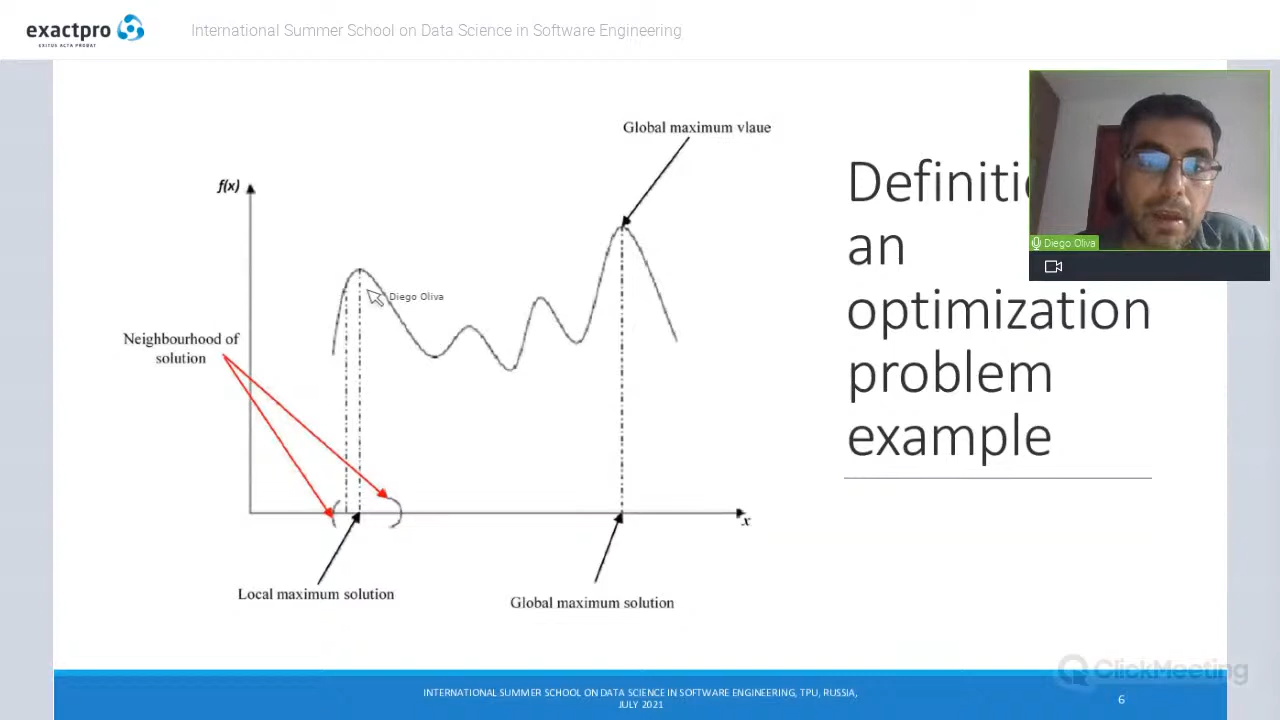 exactpro
EXITUS ACTA PROBAT
International Summer School on Data Science in Software Engineering
Global maximum vlaue
f(x)
Diego Oliva
Neighbourhood of
solution
x
Local maximum solution
Global maximum solution
an
optimization
problem
example
Diego Oliva
ClickMeeting
INTERNATIONAL SUMMER SCHOOL ON DATA SCIENCE IN SOFTWARE ENGINEERING, TPU, RUSSIA,
JULY 2021
6